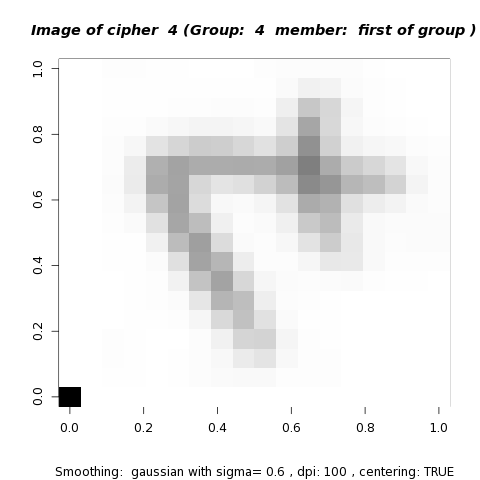 Image of cipher 4 (Group: 4 member: first of group )
1.0
0.8
0.6
0.4
0.2
0.0
0.0 0.2 0.4 0.6 0.8 1.0
Smoothing: gaussian with sigma= 0.6 , dpi: 100 , centering: TRUE